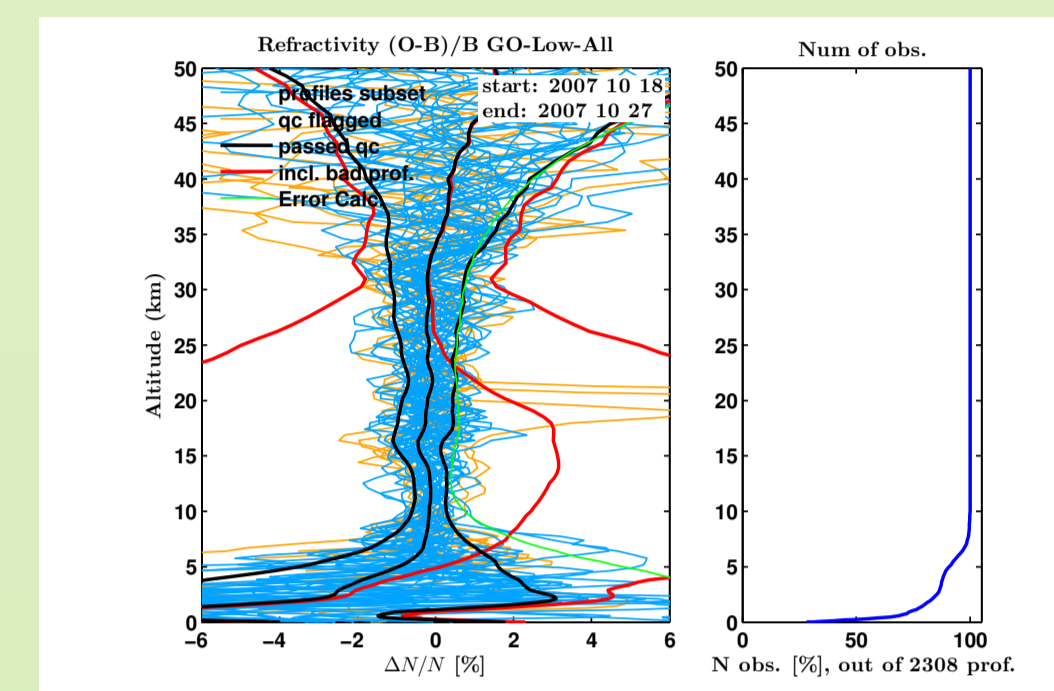 Refractivity (O-B)/B GO-Low-All
start: 2007 10 18
end: 2007 10 27
profiles subset
qc flagged
passed qc
incl. bad prof.
Error Calc.
Altitude (km)
50
45
40
35
30
25
20
15
10
5
0
−6 −4 −2 0 2 4 6
ΔN/N [%]
Num of obs.
50
45
40
35
30
25
20
15
10
5
0
0 50 100
N obs. [%], out of 2308 prof.